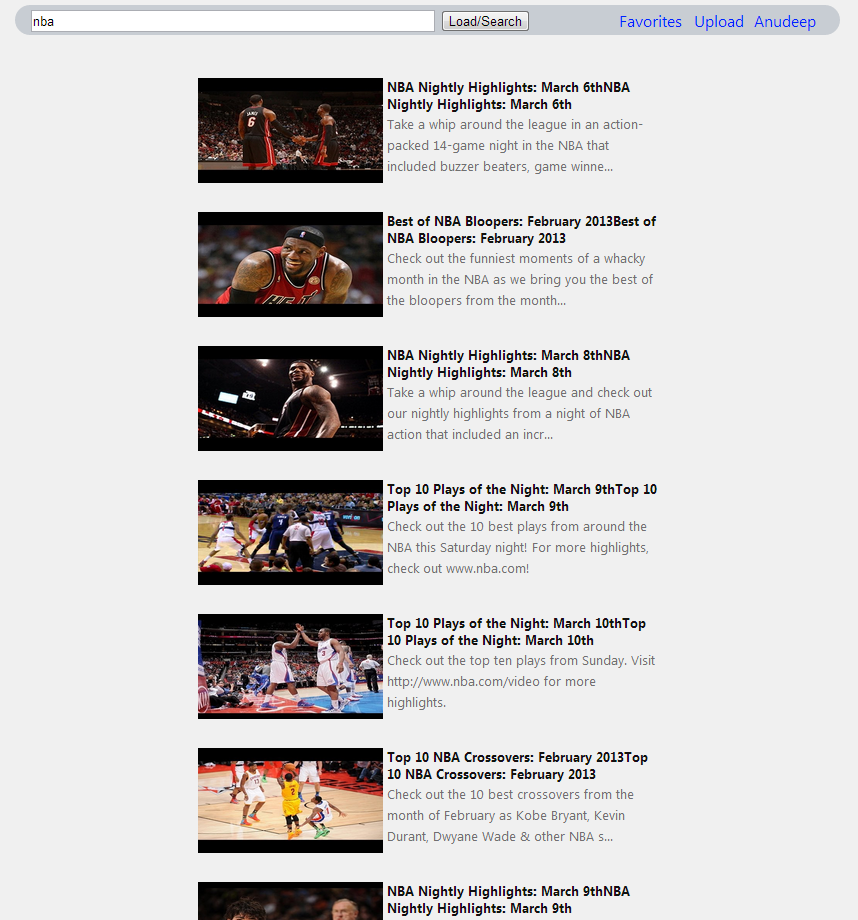 nba
Load/Search
Favorites Upload Anudeep
NBA Nightly Highlights: March 6thNBA
Nightly Highlights: March 6th
Take a whip around the league in an action-
packed 14-game night in the NBA that
included buzzer beaters, game winne...
JAMES
6
Best of NBA Bloopers: February 2013Best of
NBA Bloopers: February 2013
Check out the funniest moments of a whacky
month in the NBA as we bring you the best of
the bloopers from the month...
HEAT
NBA Nightly Highlights: March 8thNBA
Nightly Highlights: March 8th
Take a whip around the league and check out
our nightly highlights from a night of NBA
action that included an incr...
Top 10 Plays of the Night: March 9thTop 10
Plays of the Night: March 9th
Check out the 10 best plays from around the
NBA this Saturday night! For more highlights,
check out www.nba.com!
Top 10 Plays of the Night: March 10thTop
10 Plays of the Night: March 10th
Check out the top ten plays from Sunday. Visit
http://www.nba.com/video for more
highlights.
3
Top 10 NBA Crossovers: February 2013Top
10 NBA Crossovers: February 2013
Check out the 10 best crossovers from the
month of February as Kobe Bryant, Kevin
Durant, Dwyane Wade & other NBA s...
2
NBA Nightly Highlights: March 9thNBA
Nightly Highlights: March 9th